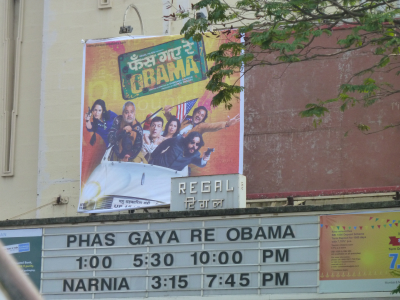 फँस गए रे
OBAMA
REGAL
रिगल
PHAS GAYA RE OBAMA
1:00 5:30 10:00 PM
NARNIA 3:15 7:45 PM